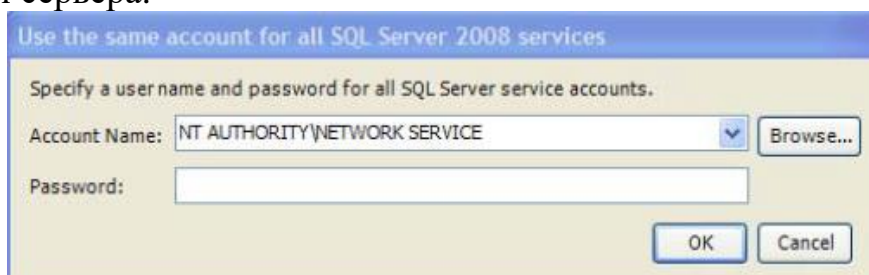 сервера.
Use the same account for all SQL Server 2008 services
Specify a user name and password for all SQL Server service accounts.
Account Name: NT AUTHORITY\NETWORK SERVICE Browse...
Password:
OK Cancel